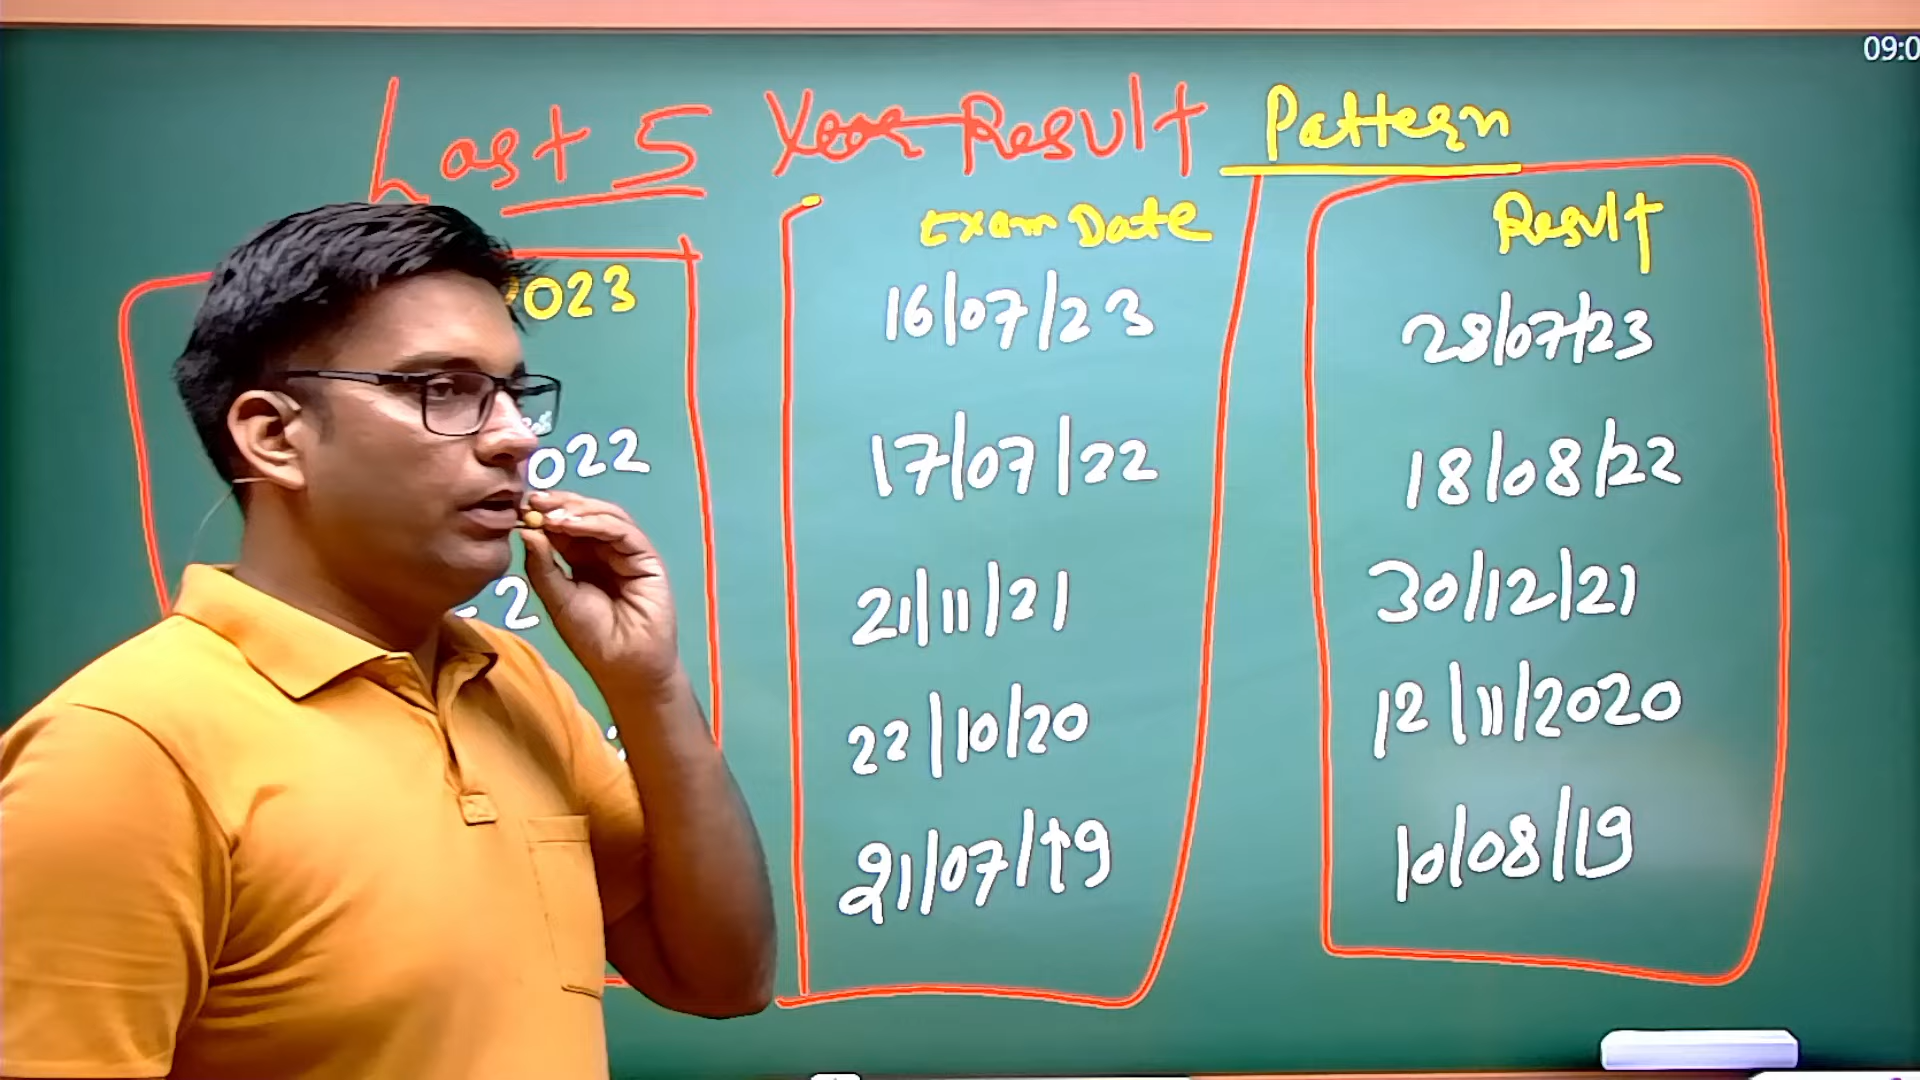 09:0
Last 5 Year Result Pattern
Exam Date Result
2023 16/07/23 28/07/23
2022 17/07/22 18/08/22
-2 21/11/21 30/12/21
22/10/20 12/11/2020
21/07/19 10/08/19